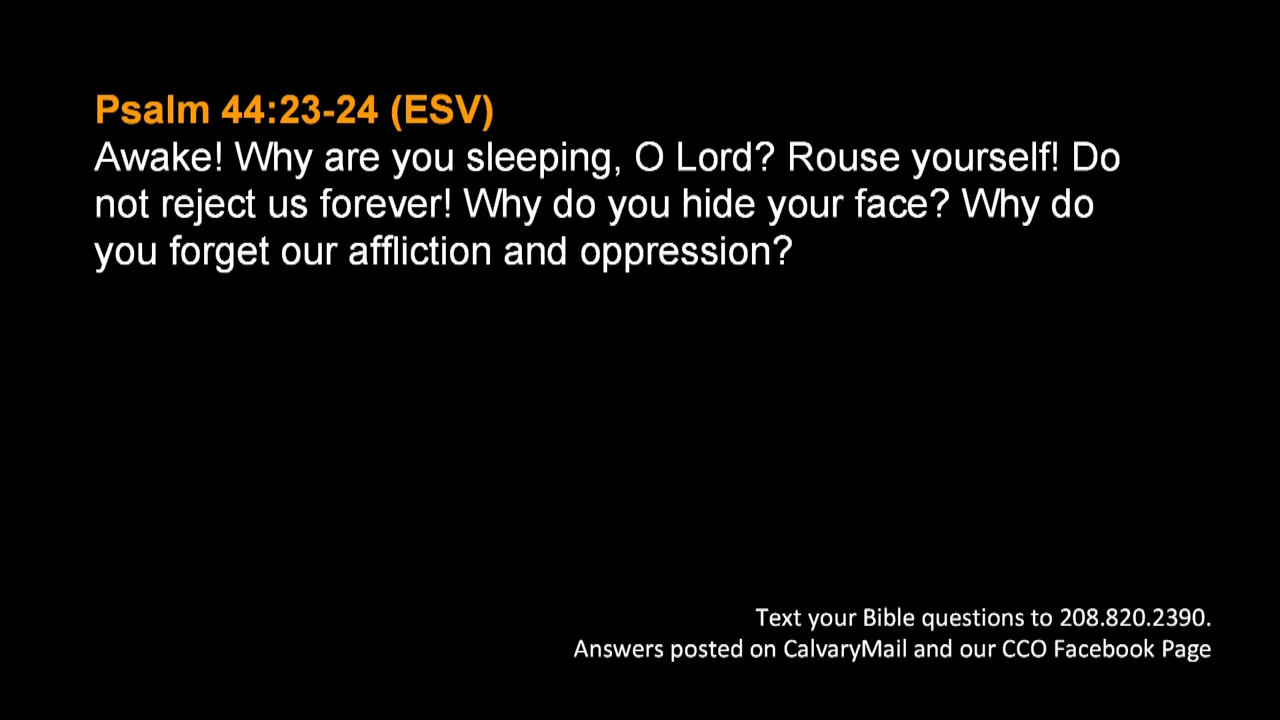 Psalm 44:23-24 (ESV)
Awake! Why are you sleeping, O Lord? Rouse yourself! Do
not reject us forever! Why do you hide your face? Why do
you forget our affliction and oppression?
Text your Bible questions to 208.820.2390.
Answers posted on CalvaryMail and our CCO Facebook Page